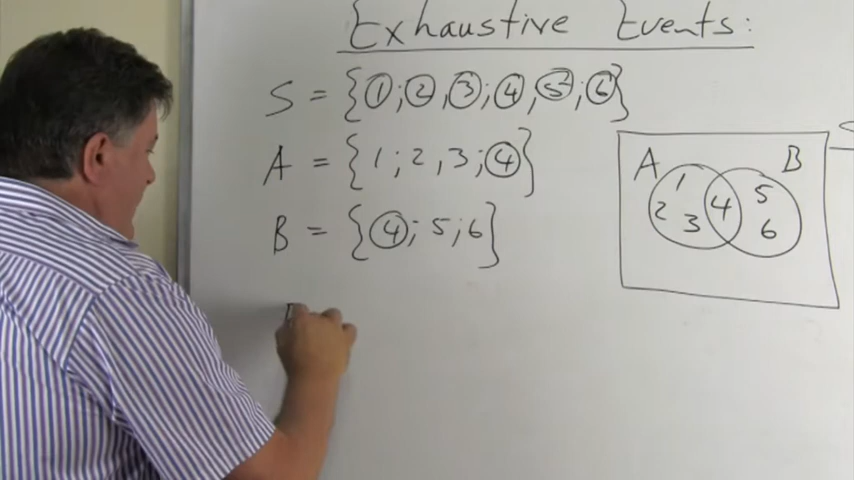 Exhaustive Events:
S = {1;2,3;4,5;6}
A = {1;2,3;4}
B = {4;5;6}
A B
1 5
2 4
3 6